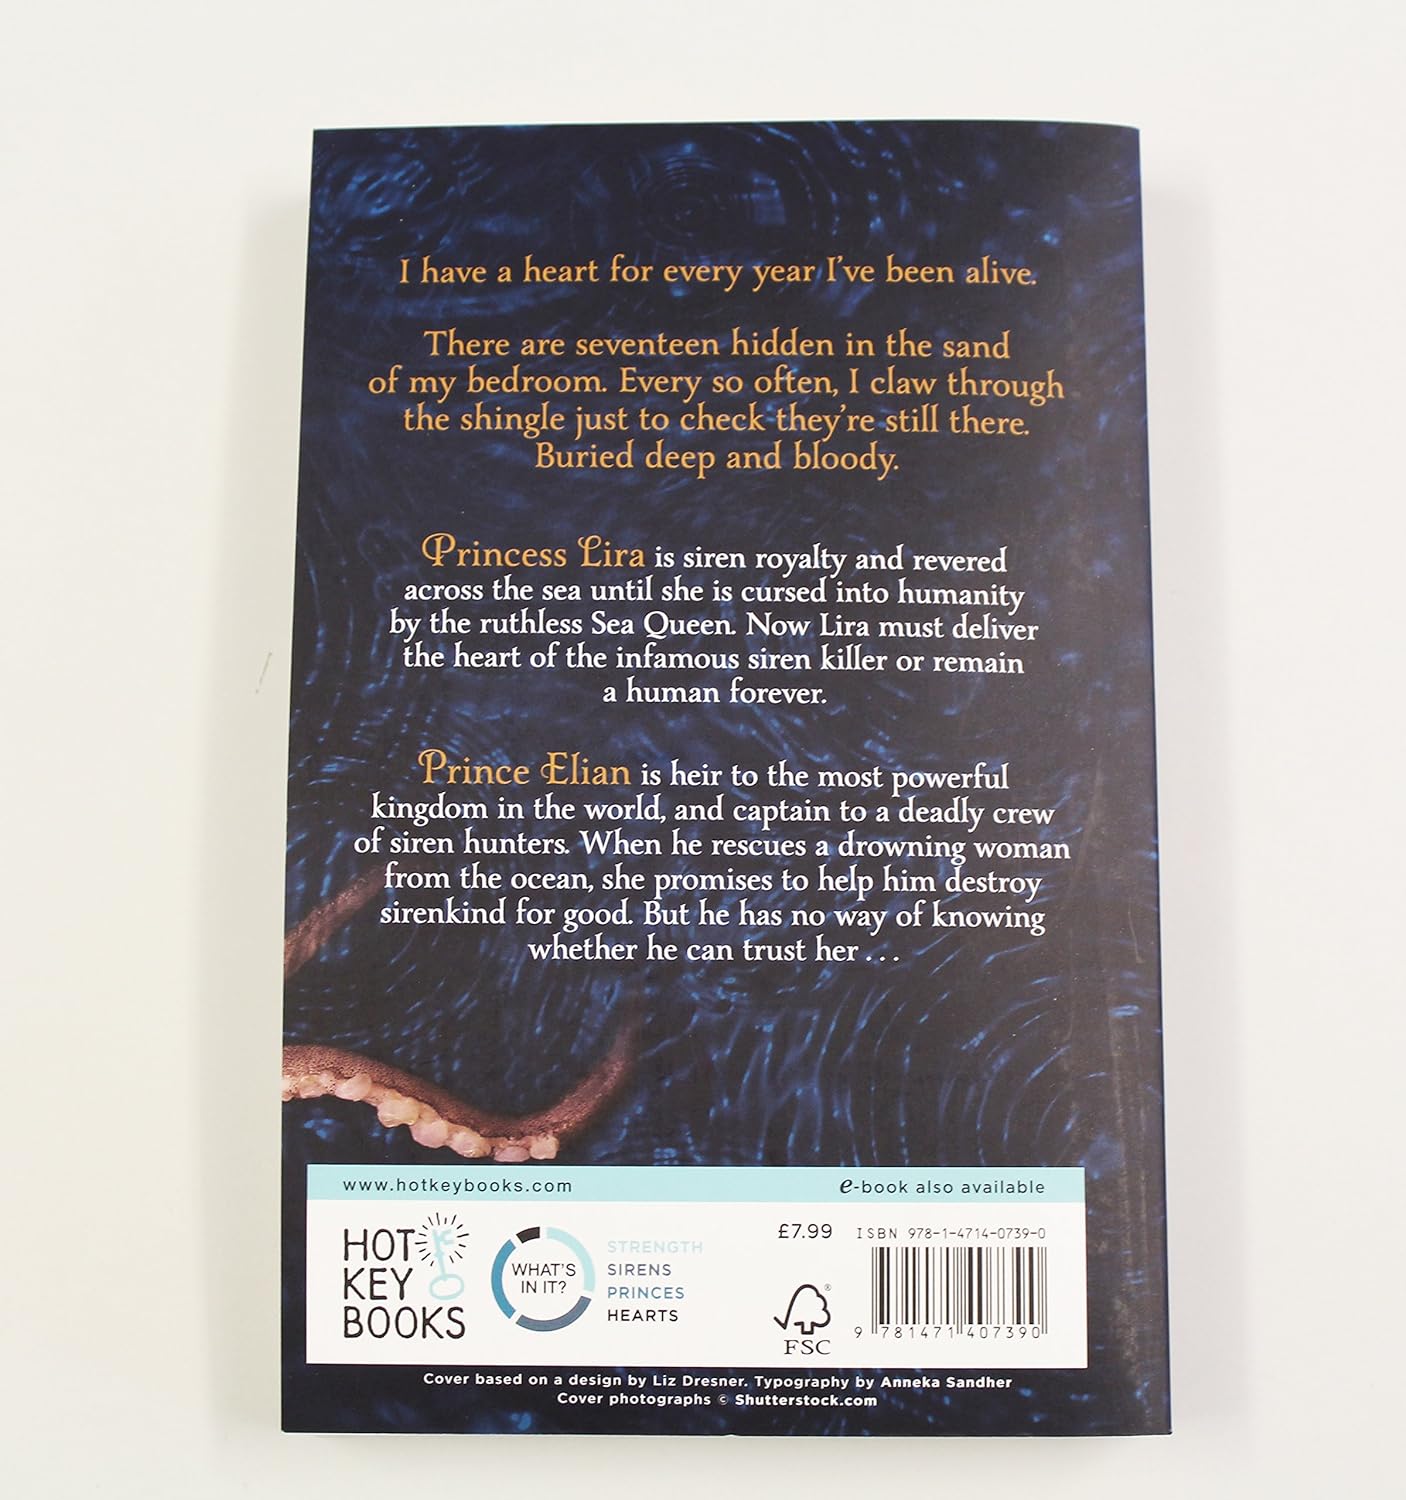 I have a heart for every year I've been alive.
There are seventeen hidden in the sand
of my bedroom. Every so often, I claw through
the shingle just to check they're still there.
Buried deep and bloody.
Princess Lira is siren royalty and revered
across the sea until she is cursed into humanity
by the ruthless Sea Queen. Now Lira must deliver
the heart of the infamous siren killer or remain
a human forever.
Prince Elian is heir to the most powerful
kingdom in the world, and captain to a deadly crew
of siren hunters. When he rescues a drowning woman
from the ocean, she promises to help him destroy
sirenkind for good. But he has no way of knowing
whether he can trust her . . .
www.hotkeybooks.com
e-book also available
HOT
KEY
BOOKS
WHAT'S
IN IT?
STRENGTH
SIRENS
PRINCES
HEARTS
£7.99
FSC
®
ISBN 978-1-4714-0739-0
9 781471 407390
Cover based on a design by Liz Dresner. Typography by Anneka Sandher
Cover photographs © Shutterstock.com